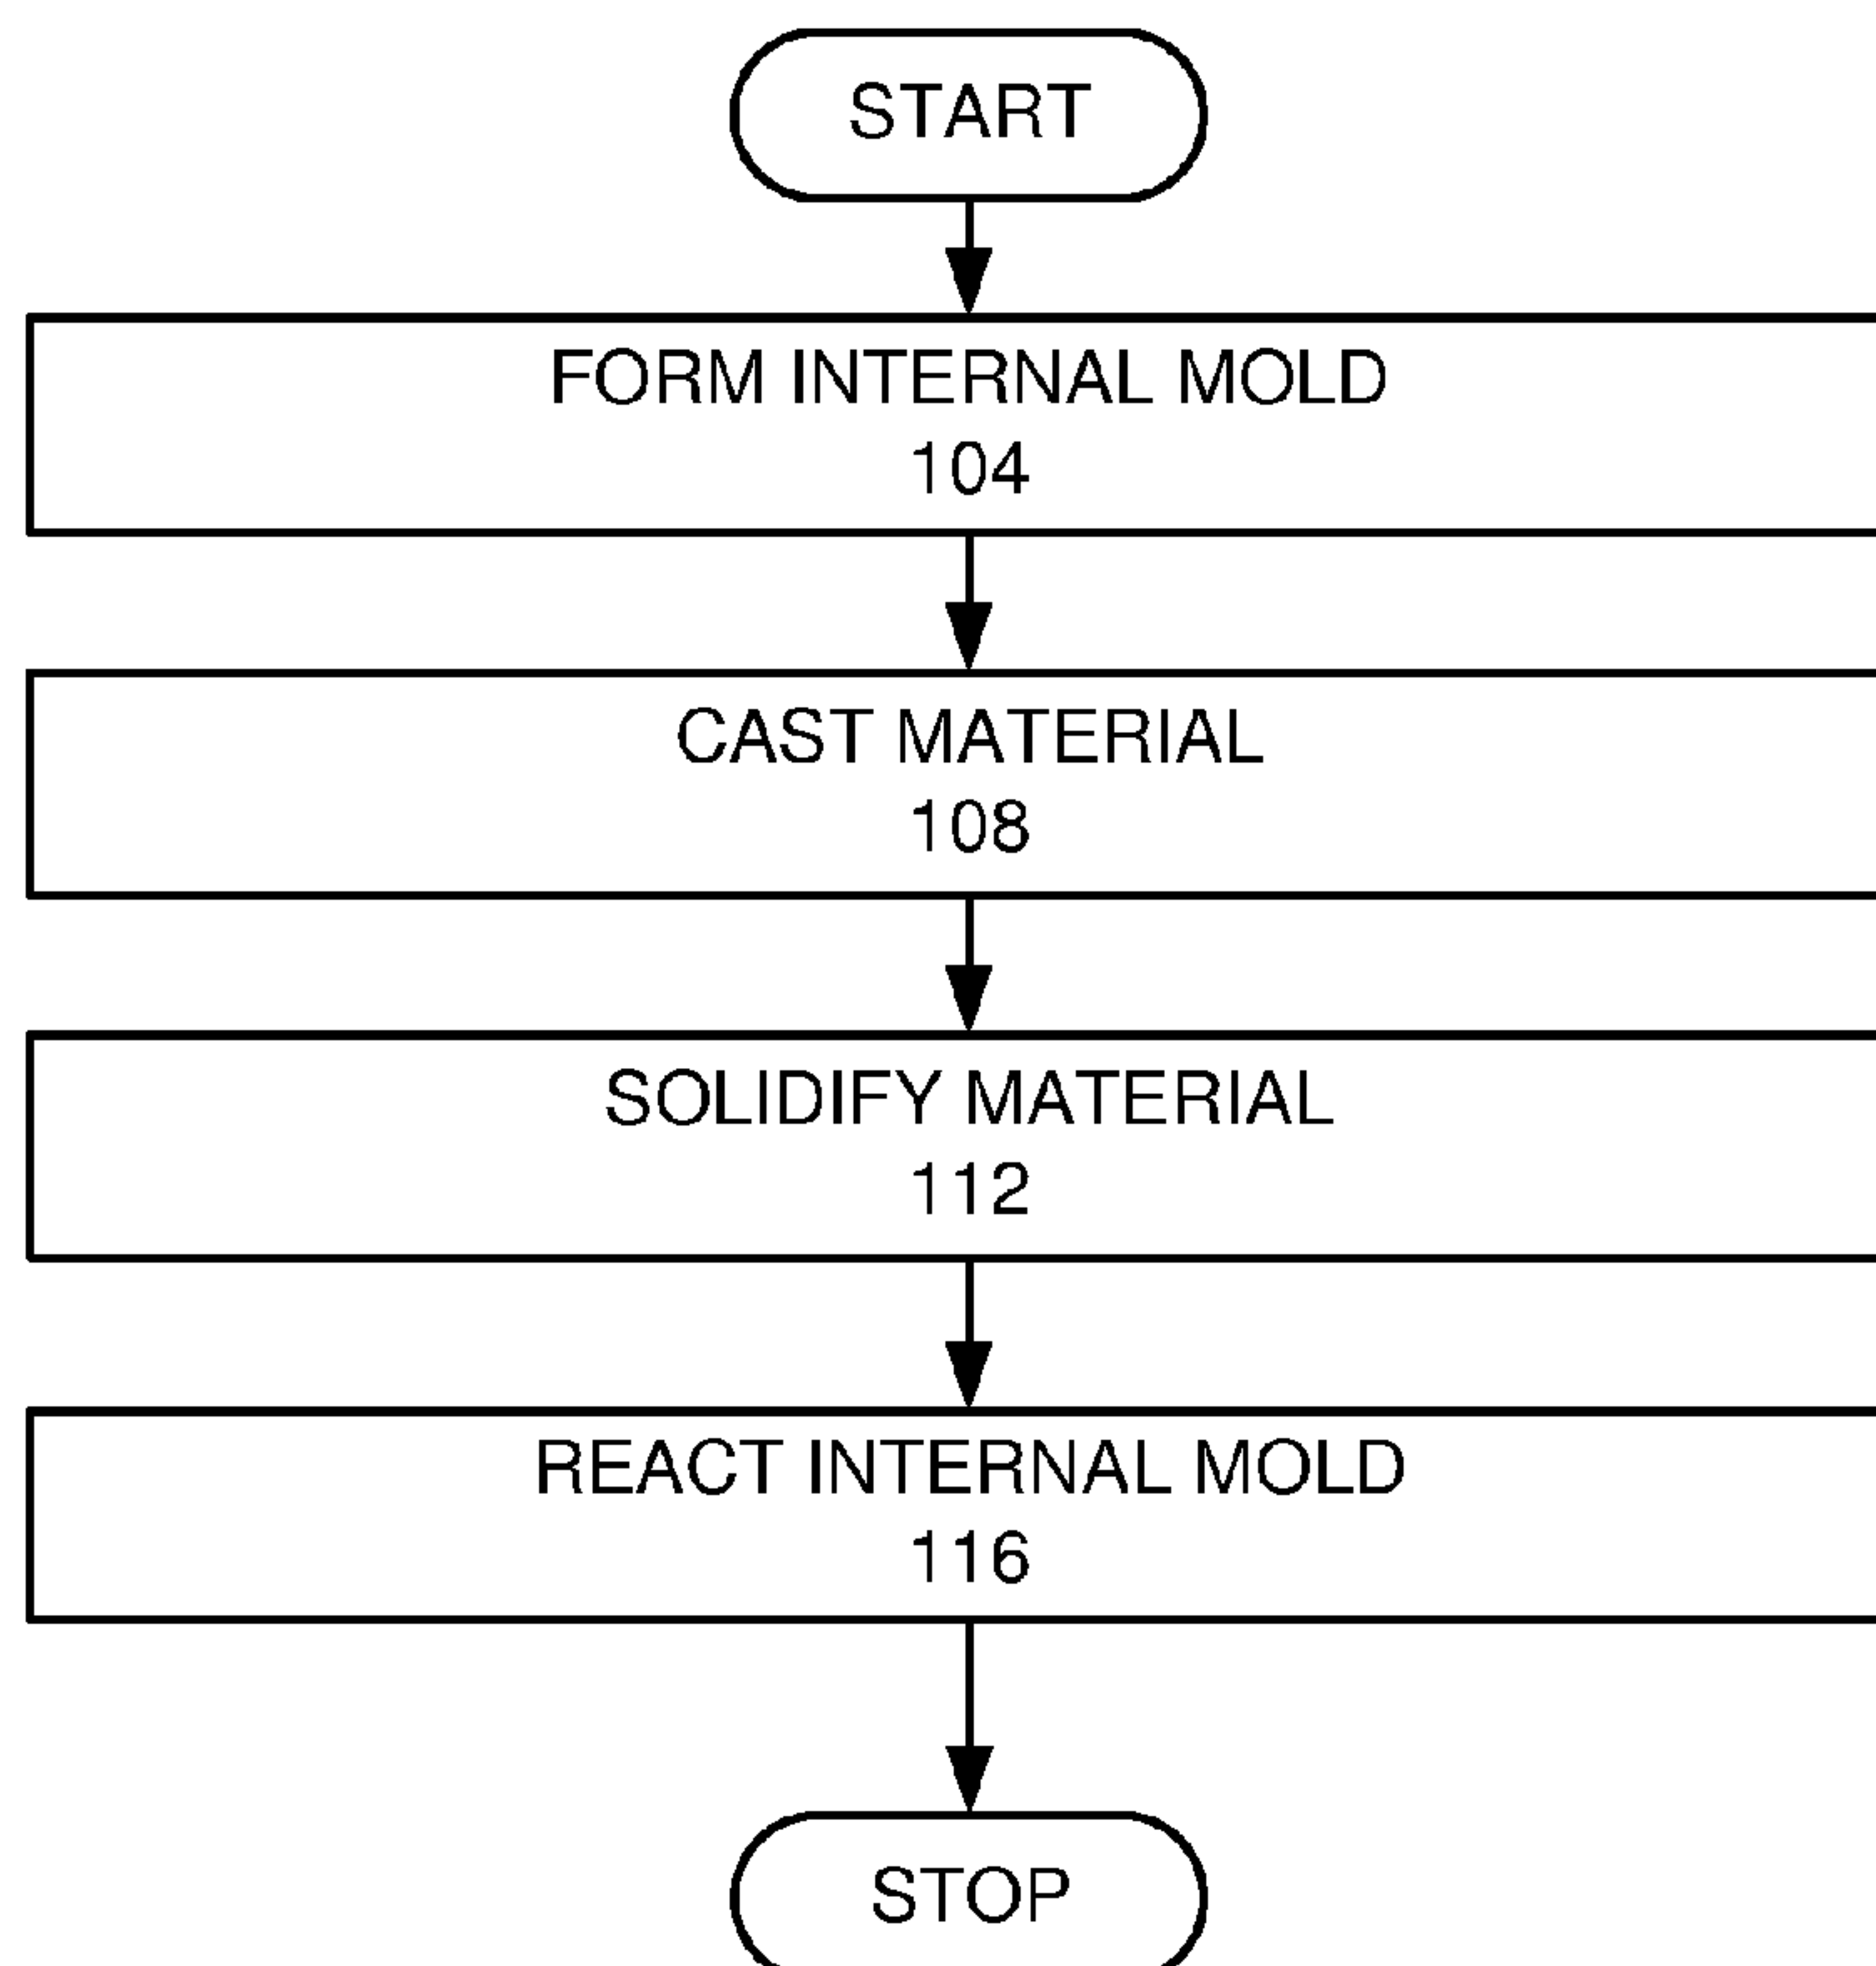 START
FORM INTERNAL MOLD
104
CAST MATERIAL
108
SOLIDIFY MATERIAL
112
REACT INTERNAL MOLD
116
STOP